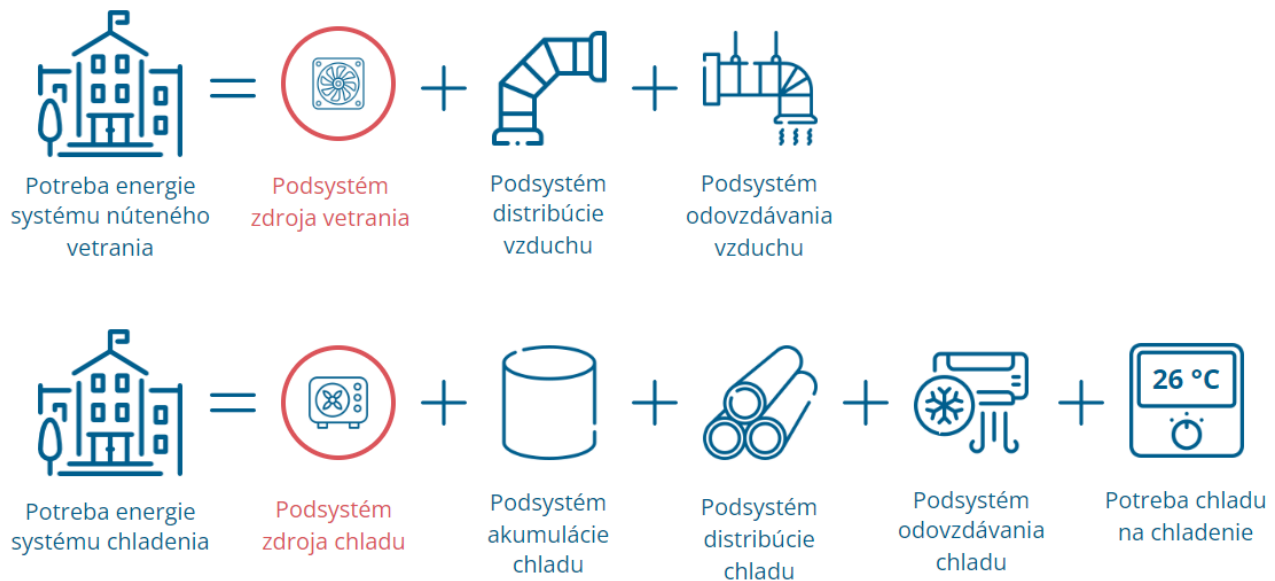 Potreba energie
systému núteného
vetrania
Podsystém
zdroja vetrania
Podsystém
distribúcie
vzduchu
Podsystém
odovzdávania
vzduchu
26 °C
Potreba energie
systému chladenia
Podsystém
zdroja chladu
Podsystém
akumulácie
chladu
Podsystém
distribúcie
chladu
Podsystém
odovzdávania
chladu
Potreba chladu
na chladenie